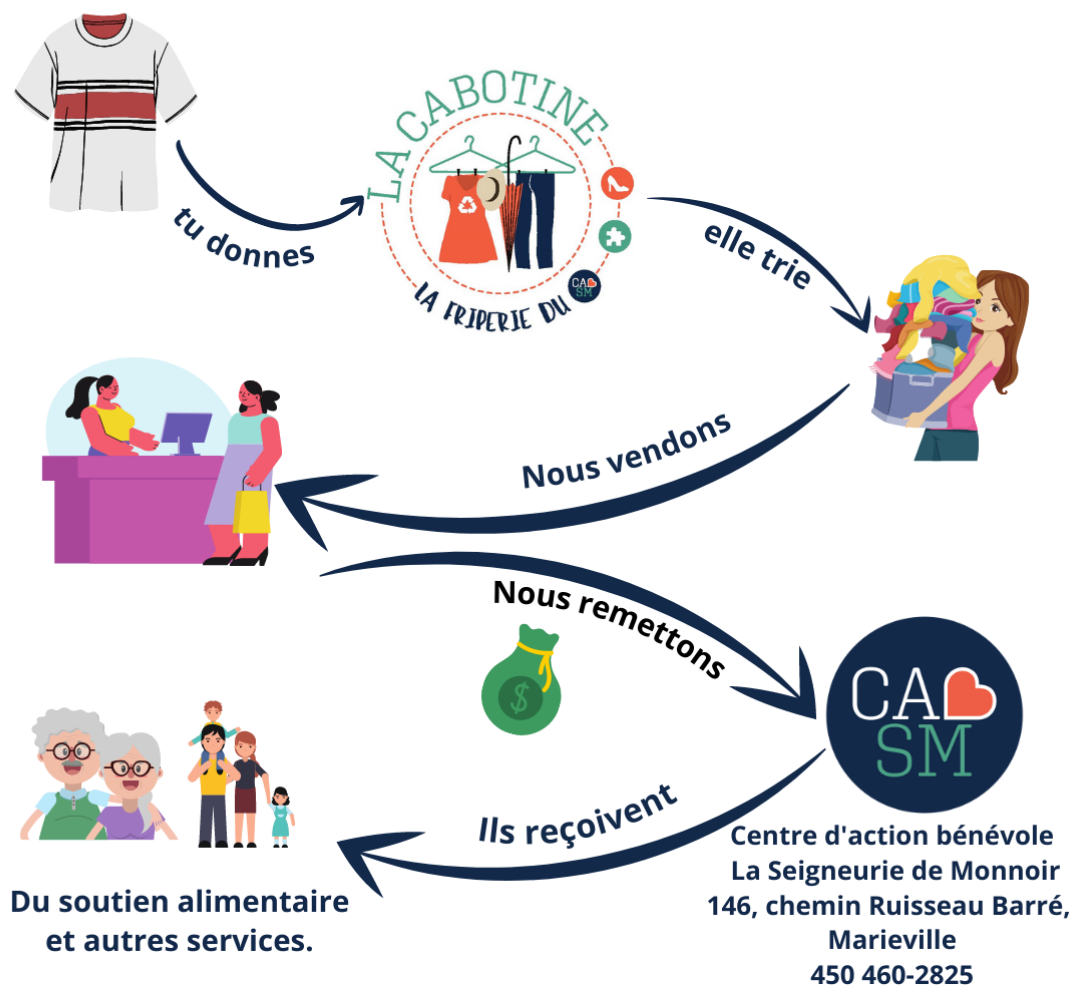 LA CABOTINE
tu donnes
elle trie
LA FRIPERIE DU
CAB
SM
Nous vendons
Nous remettons
$
CAB
SM
Ils reçoivent
Centre d'action bénévole
La Seigneurie de Monnoir
146, chemin Ruisseau Barré,
Marieville
450 460-2825
Du soutien alimentaire
et autres services.